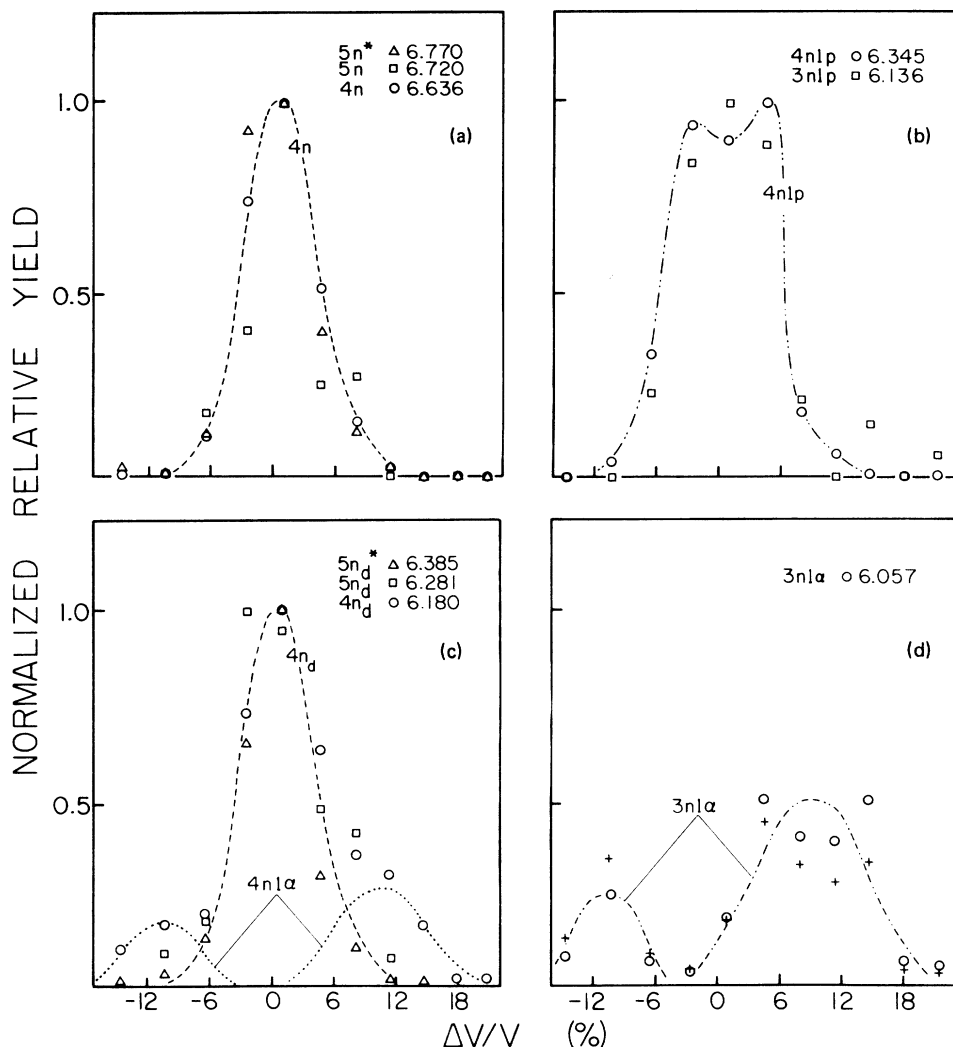 NORMALIZED RELATIVE YIELD
5n* △ 6.770
5n □ 6.720
4n ○ 6.636
1.0
0.5
4n
(a)
4n1p ○ 6.345
3n1p □ 6.136
(b)
4n1p
5nd* △ 6.385
5nd □ 6.281
4nd ○ 6.180
1.0
0.5
4nd
(c)
4n1α
3n1α ○ 6.057
(d)
3n1α
-12 -6 0 6 12 18
-12 -6 0 6 12 18
ΔV/V (%)